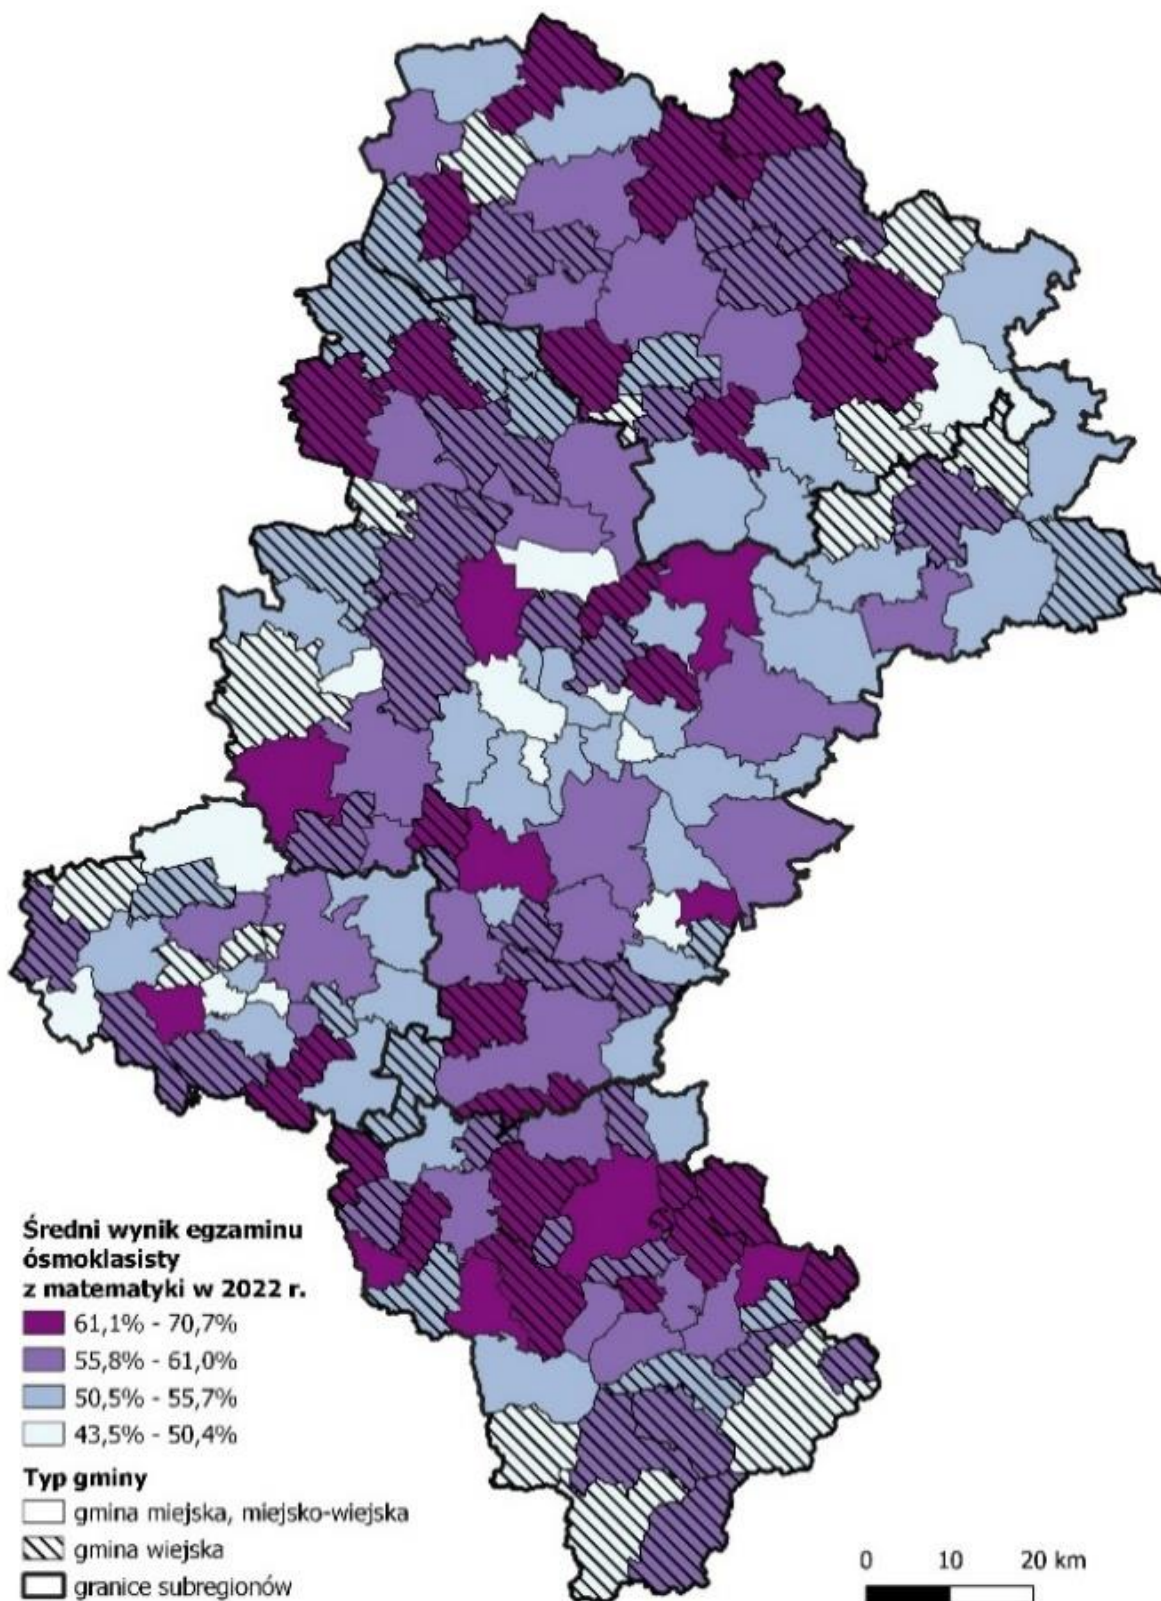 Średni wynik egzaminu
ósmoklasisty
z matematyki w 2022 r.
61,1% - 70,7%
55,8% - 61,0%
50,5% - 55,7%
43,5% - 50,4%
Typ gminy
gmina miejska, miejsko-wiejska
gmina wiejska
granice subregionów
0 10 20 km